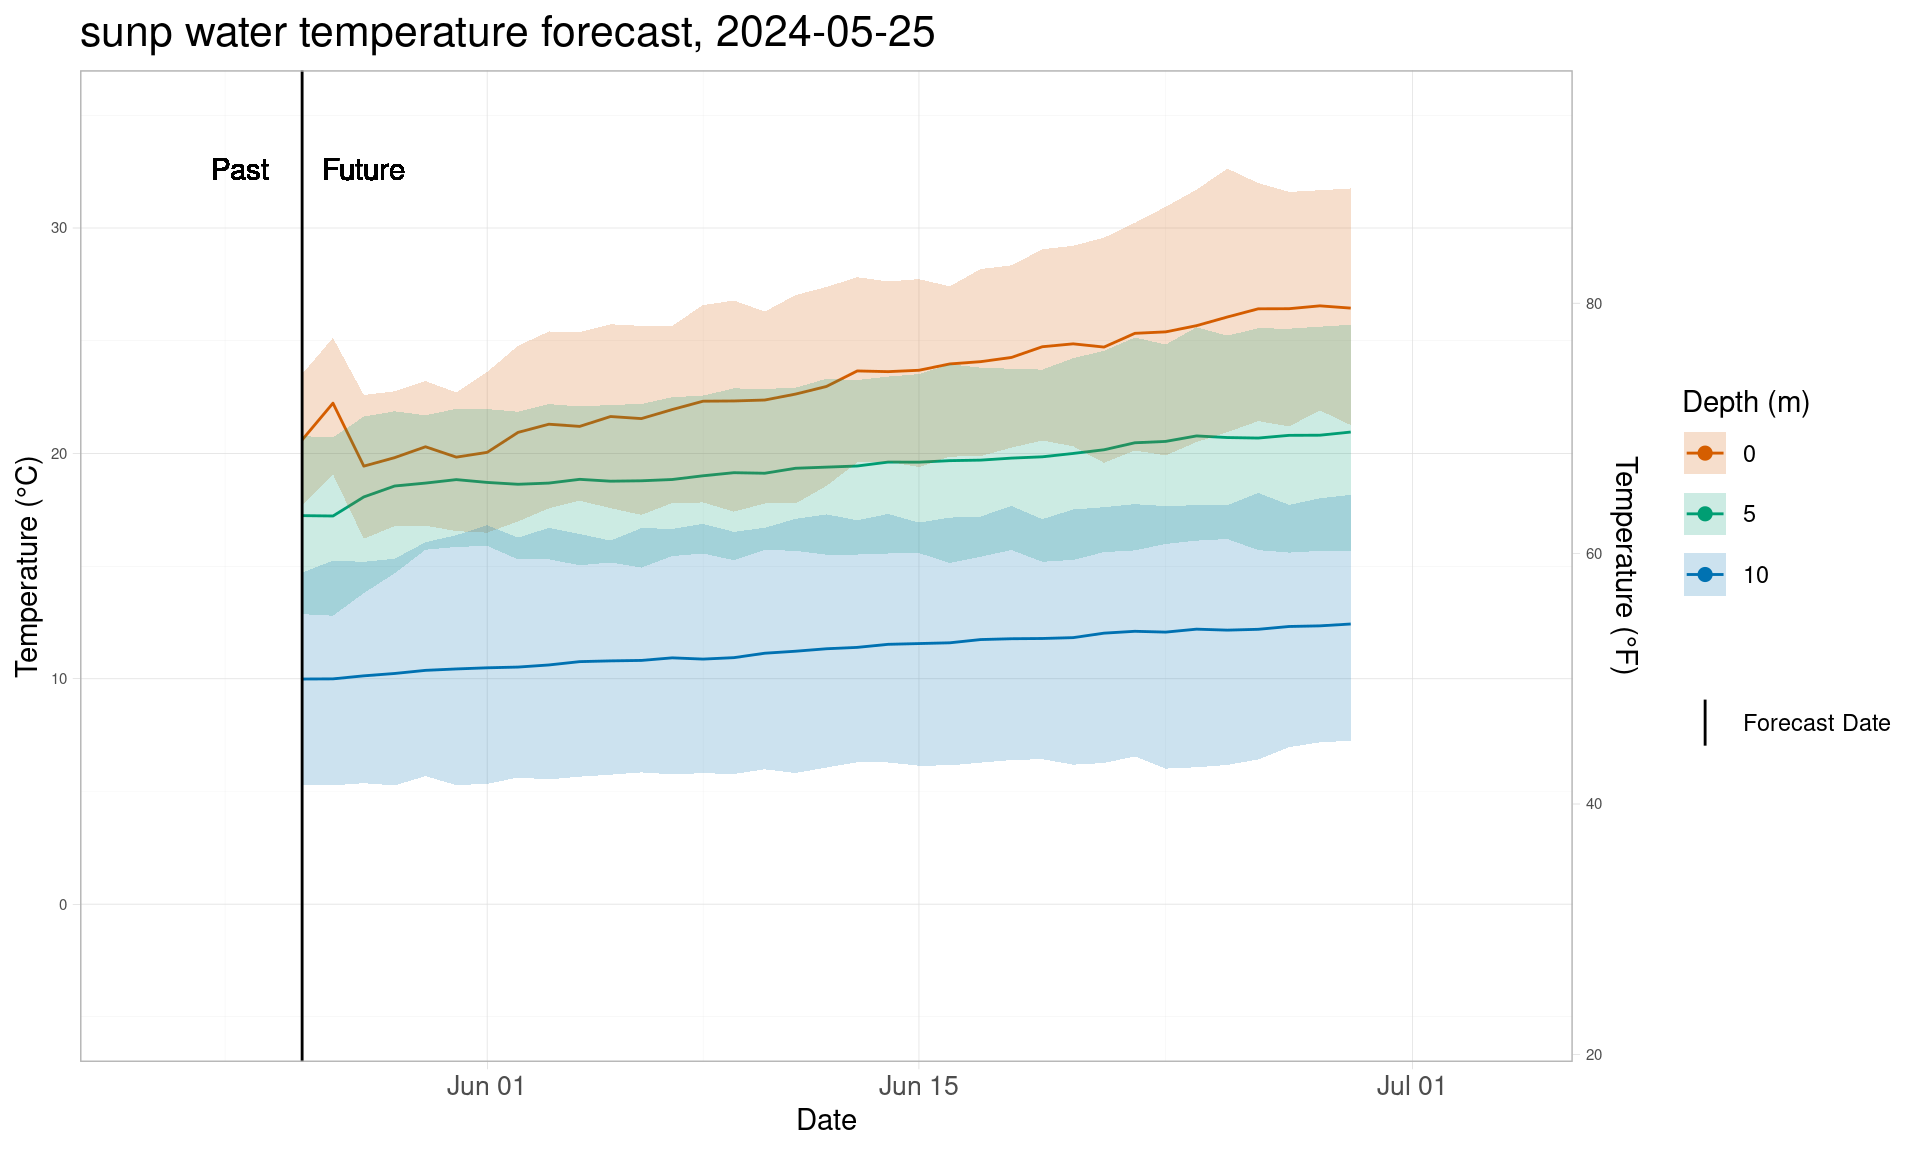 sunp water temperature forecast, 2024-05-25
Past
Future
30
20
10
0
Temperature (°C)
80
60
40
20
Temperature (°F)
Jun 01
Jun 15
Jul 01
Date
Depth (m)
0
5
10
Forecast Date